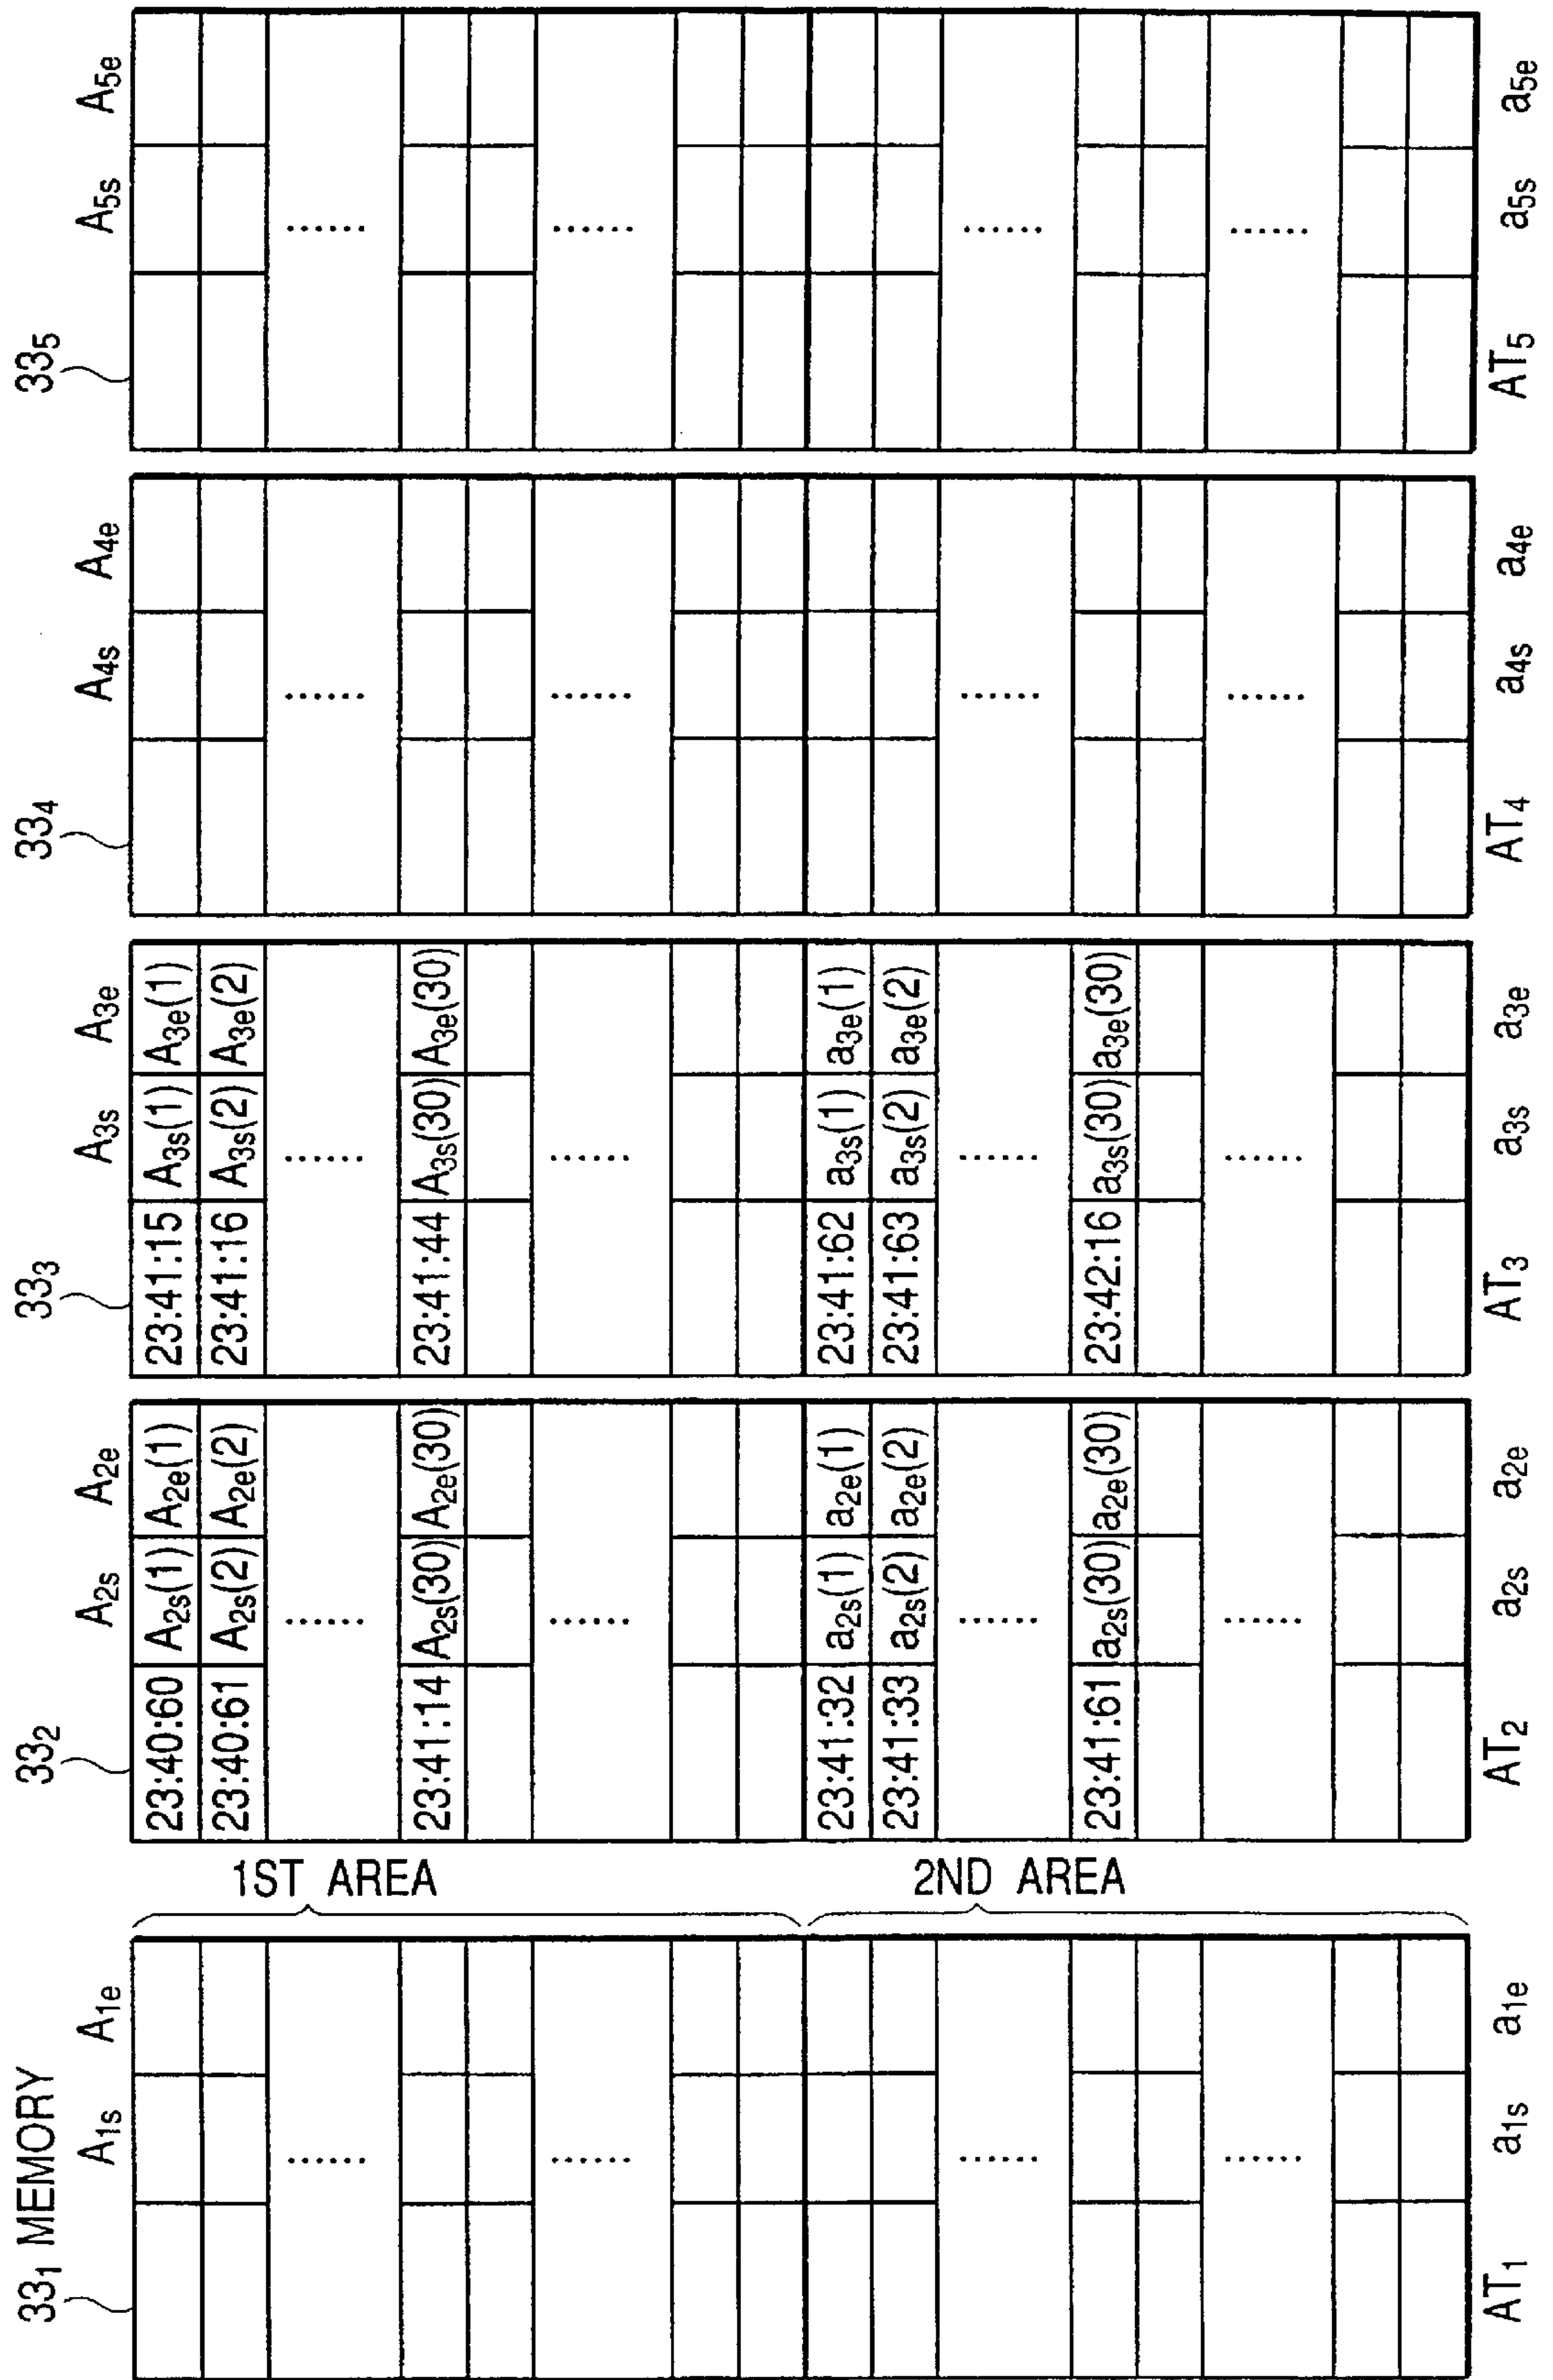 33₁ MEMORY
A1s A1e
AT1 a1s a1e
1ST AREA
2ND AREA
33₂
A2s A2e
23:40:60 A2s(1) A2e(1)
23:40:61 A2s(2) A2e(2)
......
23:41:14 A2s(30) A2e(30)
......
23:41:32 a2s(1) a2e(1)
23:41:33 a2s(2) a2e(2)
......
23:41:61 a2s(30) a2e(30)
......
AT2 a2s a2e
33₃
A3s A3e
23:41:15 A3s(1) A3e(1)
23:41:16 A3s(2) A3e(2)
......
23:41:44 A3s(30) A3e(30)
......
23:41:62 a3s(1) a3e(1)
23:41:63 a3s(2) a3e(2)
......
23:42:16 a3s(30) a3e(30)
......
AT3 a3s a3e
33₄
A4s A4e
......
......
......
......
AT4 a4s a4e
33₅
A5s A5e
......
......
......
......
AT5 a5s a5e